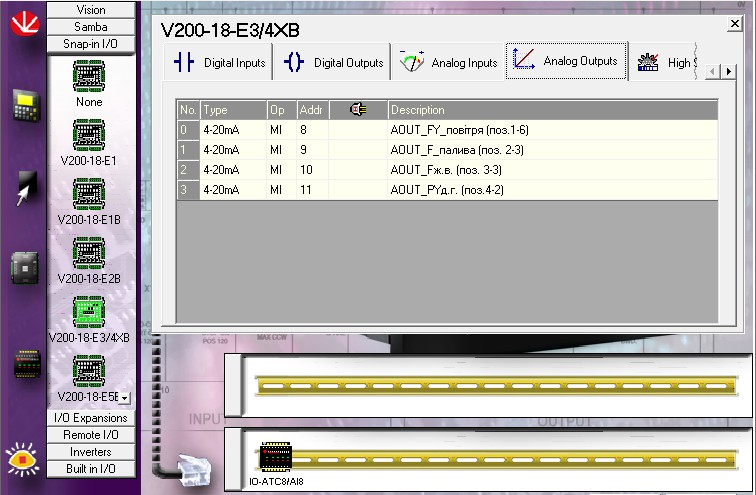 Vision
Samba
Snap-in I/O
None
V200-18-E1
V200-18-E1B
V200-18-E2B
V200-18-E3/4XB
V200-18-E5B
I/O Expansions
Remote I/O
Inverters
Built in I/O
V200-18-E3/4XB
Digital Inputs Digital Outputs Analog Inputs Analog Outputs High
No. Type Op Addr Description
0 4-20mA MI 8 AOUT_FY_повітря (поз.1-6)
1 4-20mA MI 9 AOUT_F_палива (поз. 2-3)
2 4-20mA MI 10 AOUT_Fж.в. (поз. 3-3)
3 4-20mA MI 11 AOUT_PYд.г. (поз.4-2)
POS 120
MAX CCW
INPUT
OUTPUT
IO-ATC8/AI8